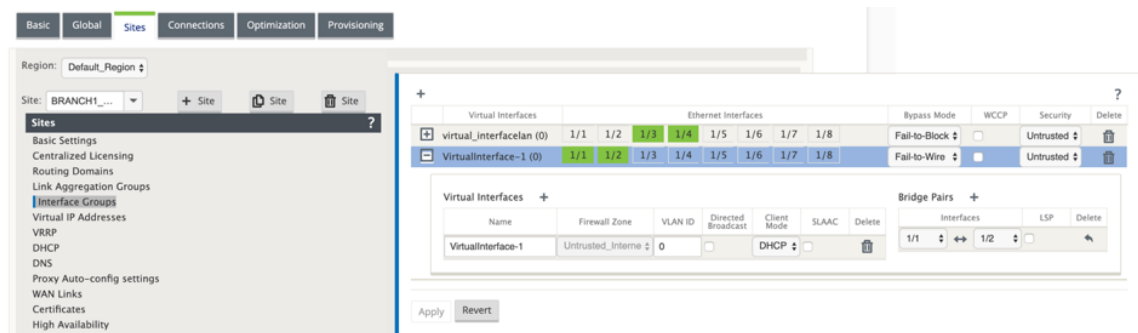 Basic Global Sites Connections Optimization Provisioning
Region: Default_Region
Site: BRANCH1_... + Site Site Site
Sites ?
Basic Settings
Centralized Licensing
Routing Domains
Link Aggregation Groups
Interface Groups
Virtual IP Addresses
VRRP
DHCP
DNS
Proxy Auto-config settings
WAN Links
Certificates
High Availability
+ ?
Virtual Interfaces Ethernet Interfaces Bypass Mode WCCP Security Delete
virtual_interfacelan (0) 1/1 1/2 1/3 1/4 1/5 1/6 1/7 1/8 Fail-to-Block Untrusted
VirtualInterface-1 (0) 1/1 1/2 1/3 1/4 1/5 1/6 1/7 1/8 Fail-to-Wire Untrusted
Virtual Interfaces +
Name Firewall Zone VLAN ID Directed Broadcast Client Mode SLAAC Delete
VirtualInterface-1 Untrusted_Interne 0 DHCP
Bridge Pairs +
Interfaces LSP Delete
1/1 ↔ 1/2
Apply Revert